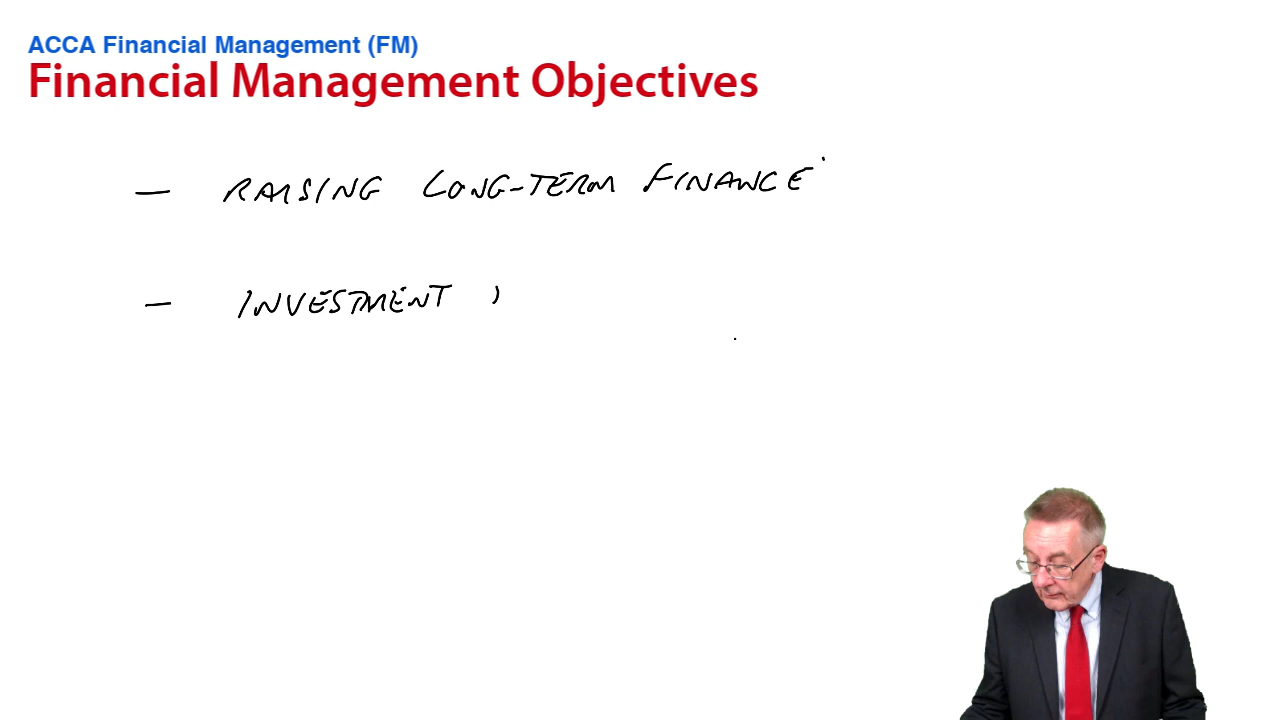 ACCA Financial Management (FM)
Financial Management Objectives
— RAISING LONG-TERM FINANCE
— INVESTMENT